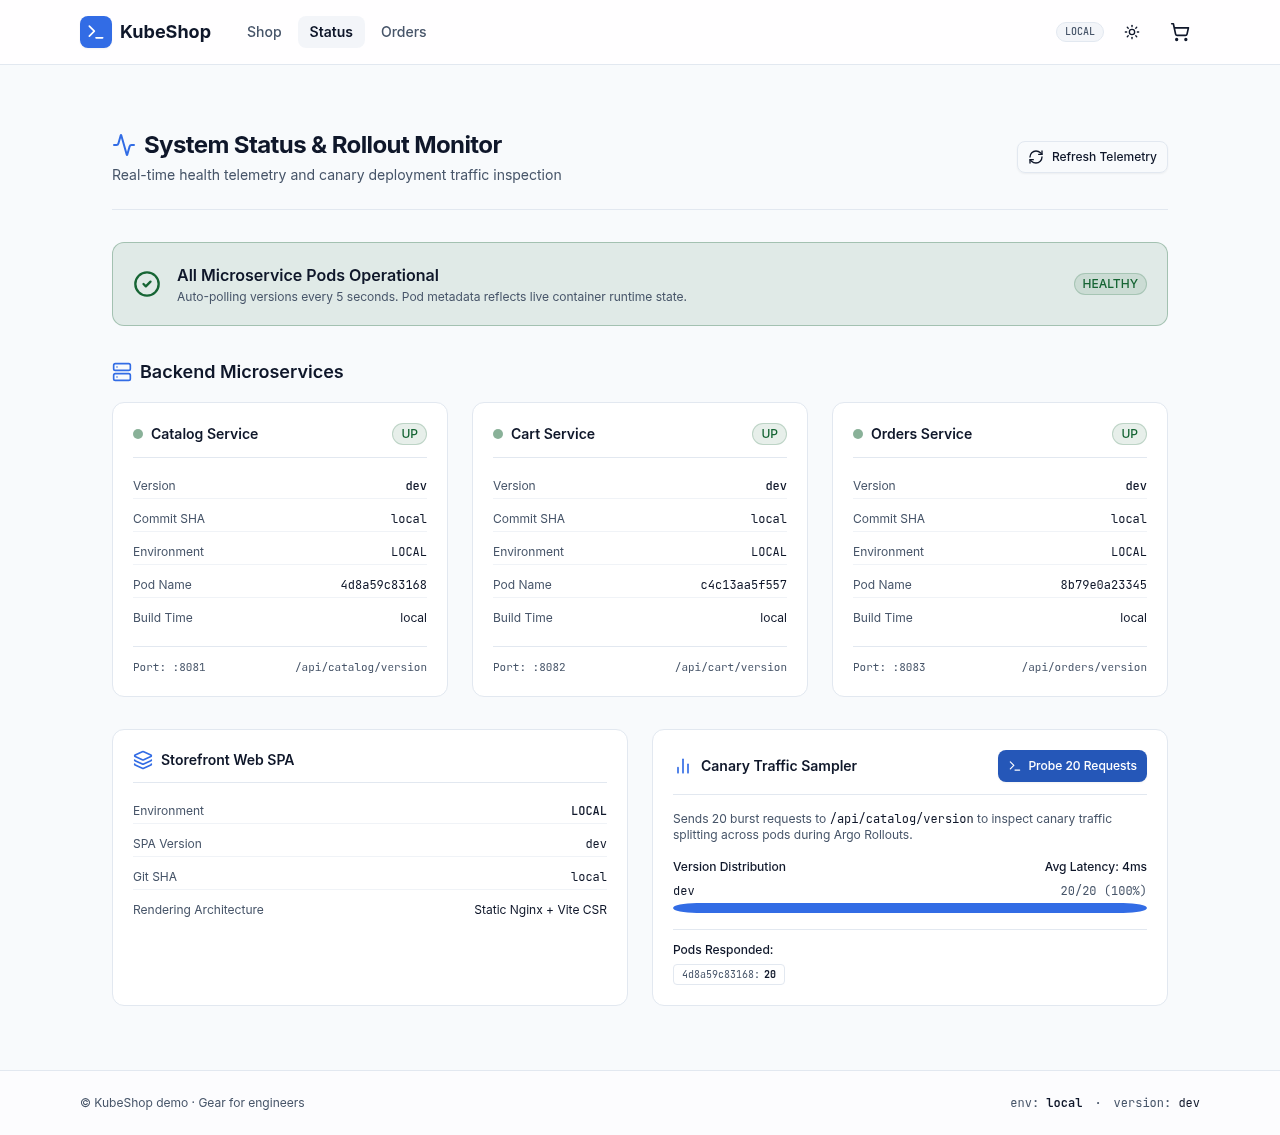 KubeShop
Shop
Status
Orders
LOCAL
System Status & Rollout Monitor
Real-time health telemetry and canary deployment traffic inspection
Refresh Telemetry
All Microservice Pods Operational
Auto-polling versions every 5 seconds. Pod metadata reflects live container runtime state.
HEALTHY
Backend Microservices
Catalog Service
UP
Version
dev
Commit SHA
local
Environment
LOCAL
Pod Name
4d8a59c83168
Build Time
local
Port: :8081
/api/catalog/version
Cart Service
UP
Version
dev
Commit SHA
local
Environment
LOCAL
Pod Name
c4c13aa5f557
Build Time
local
Port: :8082
/api/cart/version
Orders Service
UP
Version
dev
Commit SHA
local
Environment
LOCAL
Pod Name
8b79e0a23345
Build Time
local
Port: :8083
/api/orders/version
Storefront Web SPA
Environment
LOCAL
SPA Version
dev
Git SHA
local
Rendering Architecture
Static Nginx + Vite CSR
Canary Traffic Sampler
Probe 20 Requests
Sends 20 burst requests to /api/catalog/version to inspect canary traffic
splitting across pods during Argo Rollouts.
Version Distribution
Avg Latency: 4ms
dev
20/20 (100%)
Pods Responded:
4d8a59c83168: 20
© KubeShop demo · Gear for engineers
env: local · version: dev